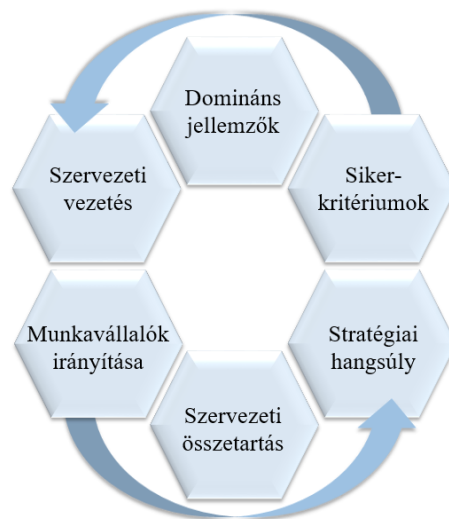 Domináns
jellemzők
Szervezeti
vezetés
Siker-
kritériumok
Munkavállalók
irányítása
Stratégiai
hangsúly
Szervezeti
összetartás